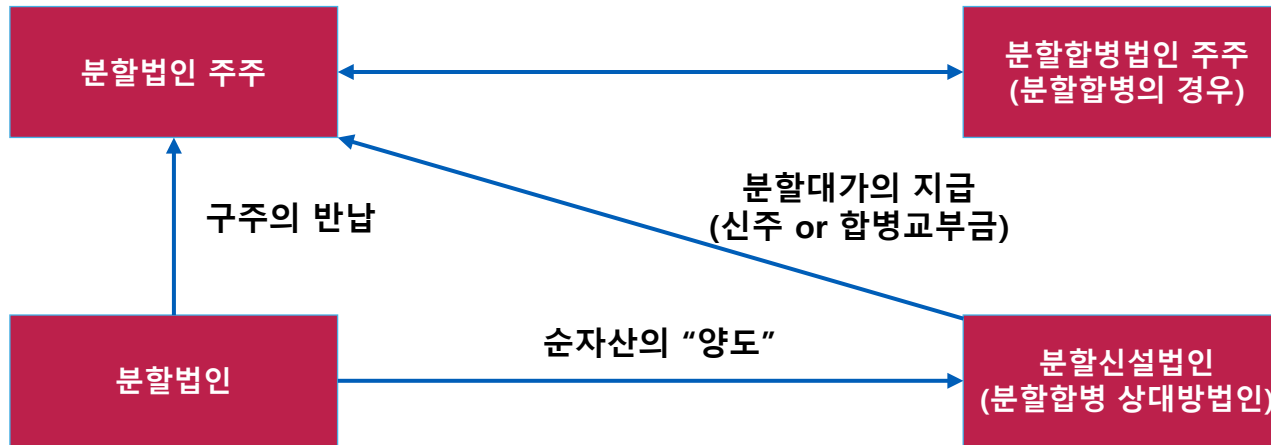 분할법인 주주
분할합병법인 주주
(분할합병의 경우)
구주의 반납
분할대가의 지급
(신주 or 합병교부금)
순자산의 “양도”
분할법인
분할신설법인
(분할합병 상대방법인)